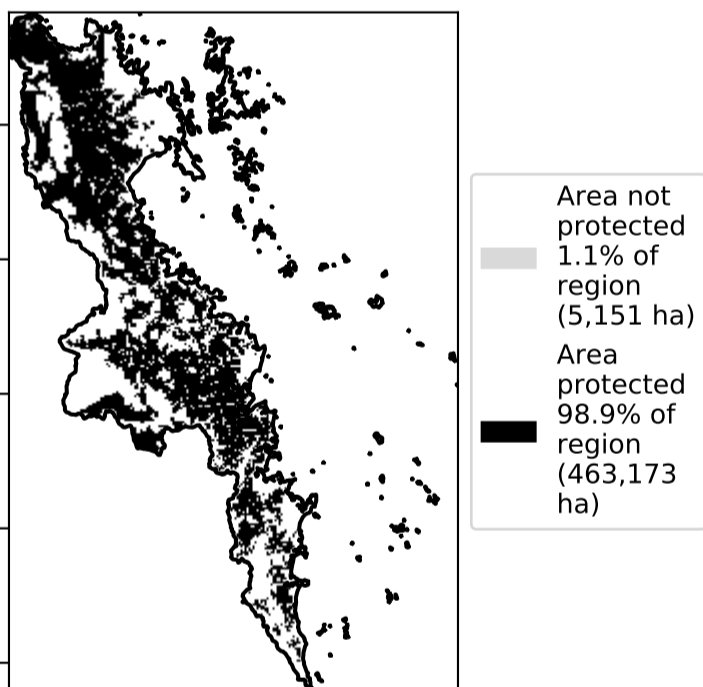 Area not
protected
1.1% of
region
(5,151 ha)
Area
protected
98.9% of
region
(463,173
ha)